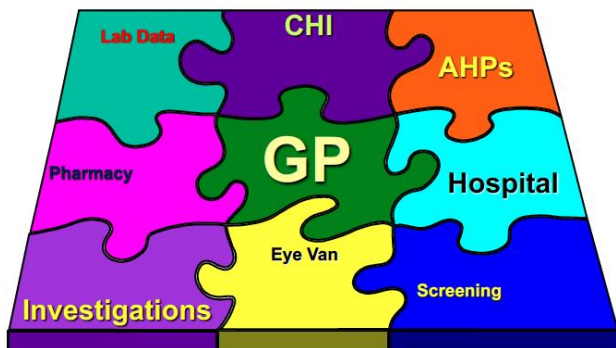 Lab Data
CHI
AHPs
Pharmacy
GP
Hospital
Investigations
Eye Van
Screening